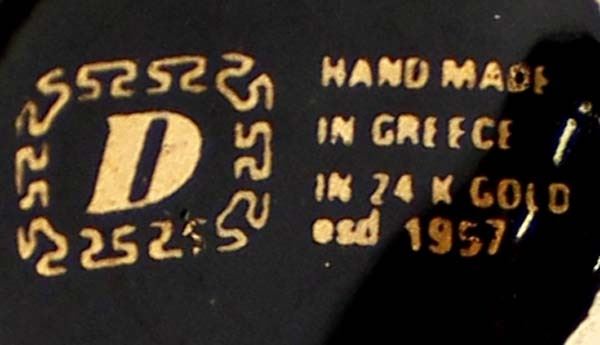 D
HAND MADE
IN GREECE
IN 24 K GOLD
esd 1957